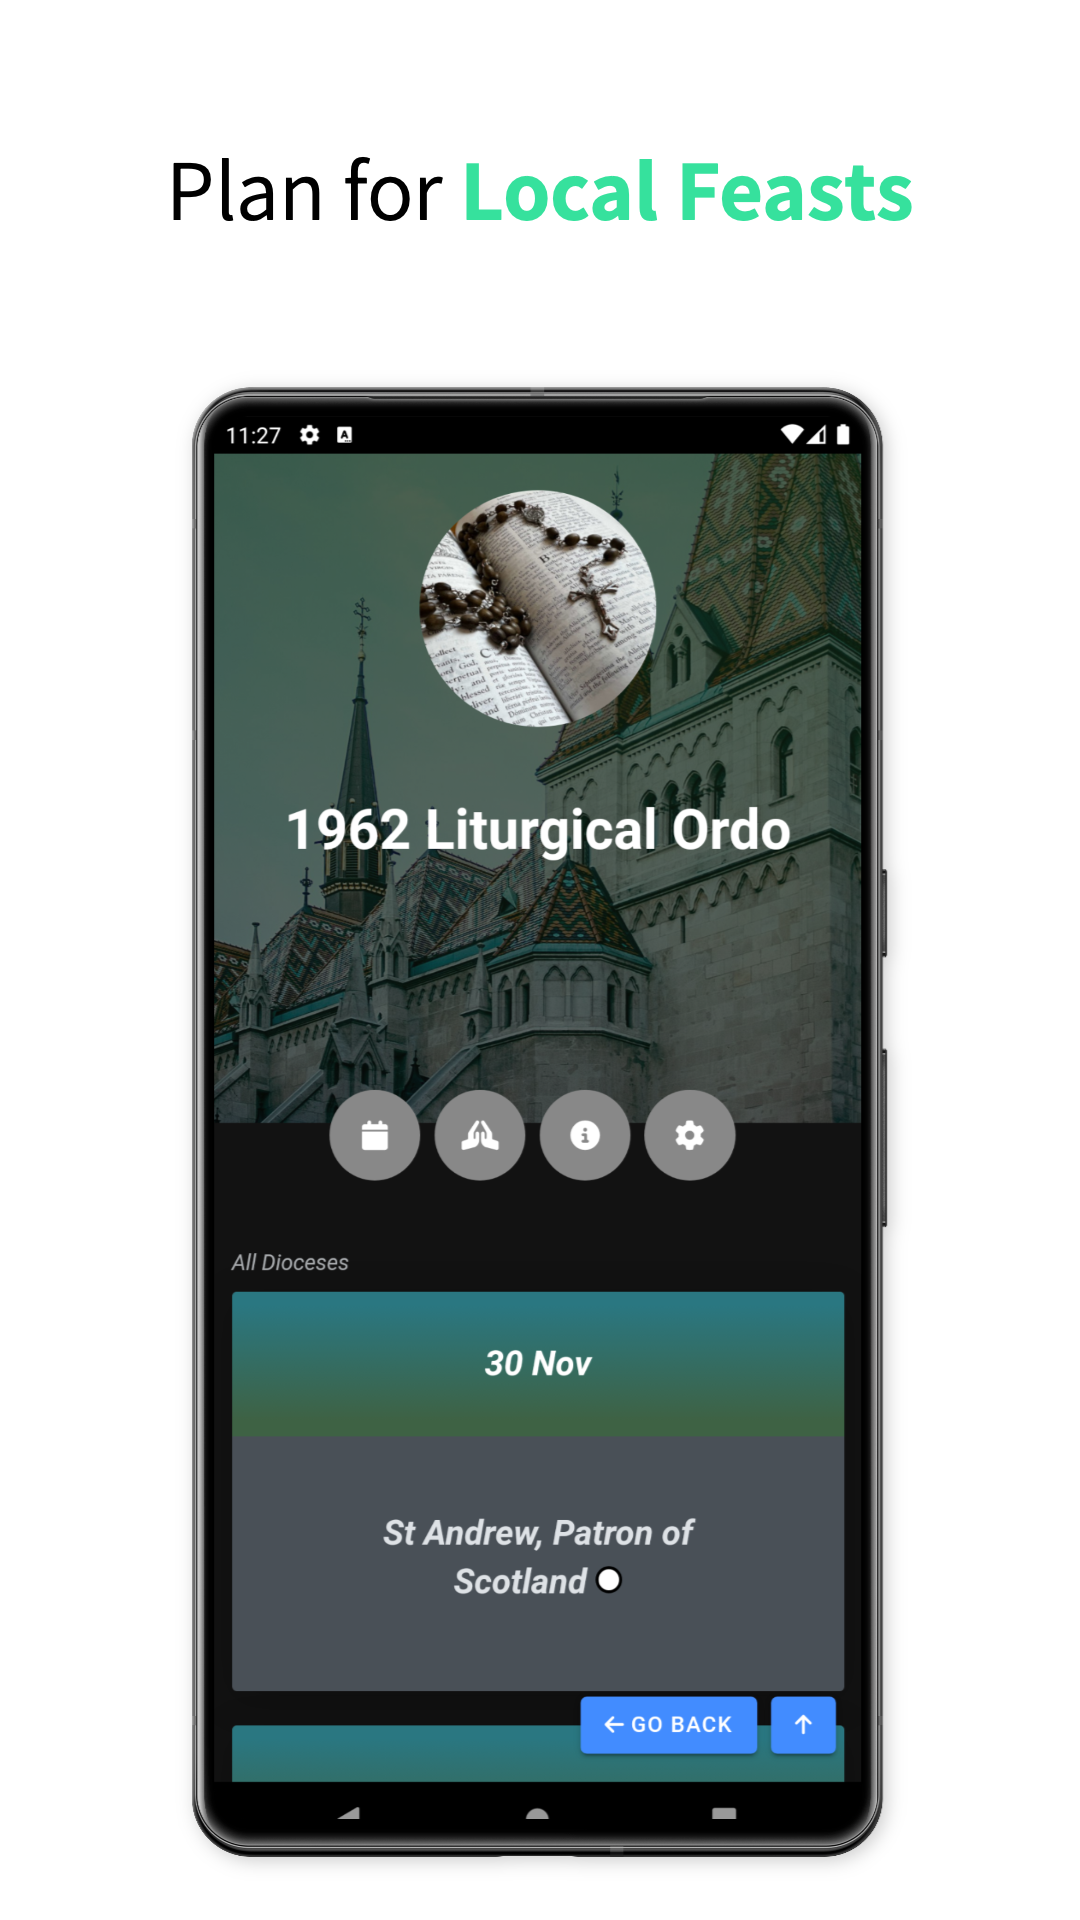 Plan for Local Feasts
11:27
A
B
Collect
1962 Liturgical Ordo
All Dioceses
30 Nov
St Andrew, Patron of
Scotland
GO BACK